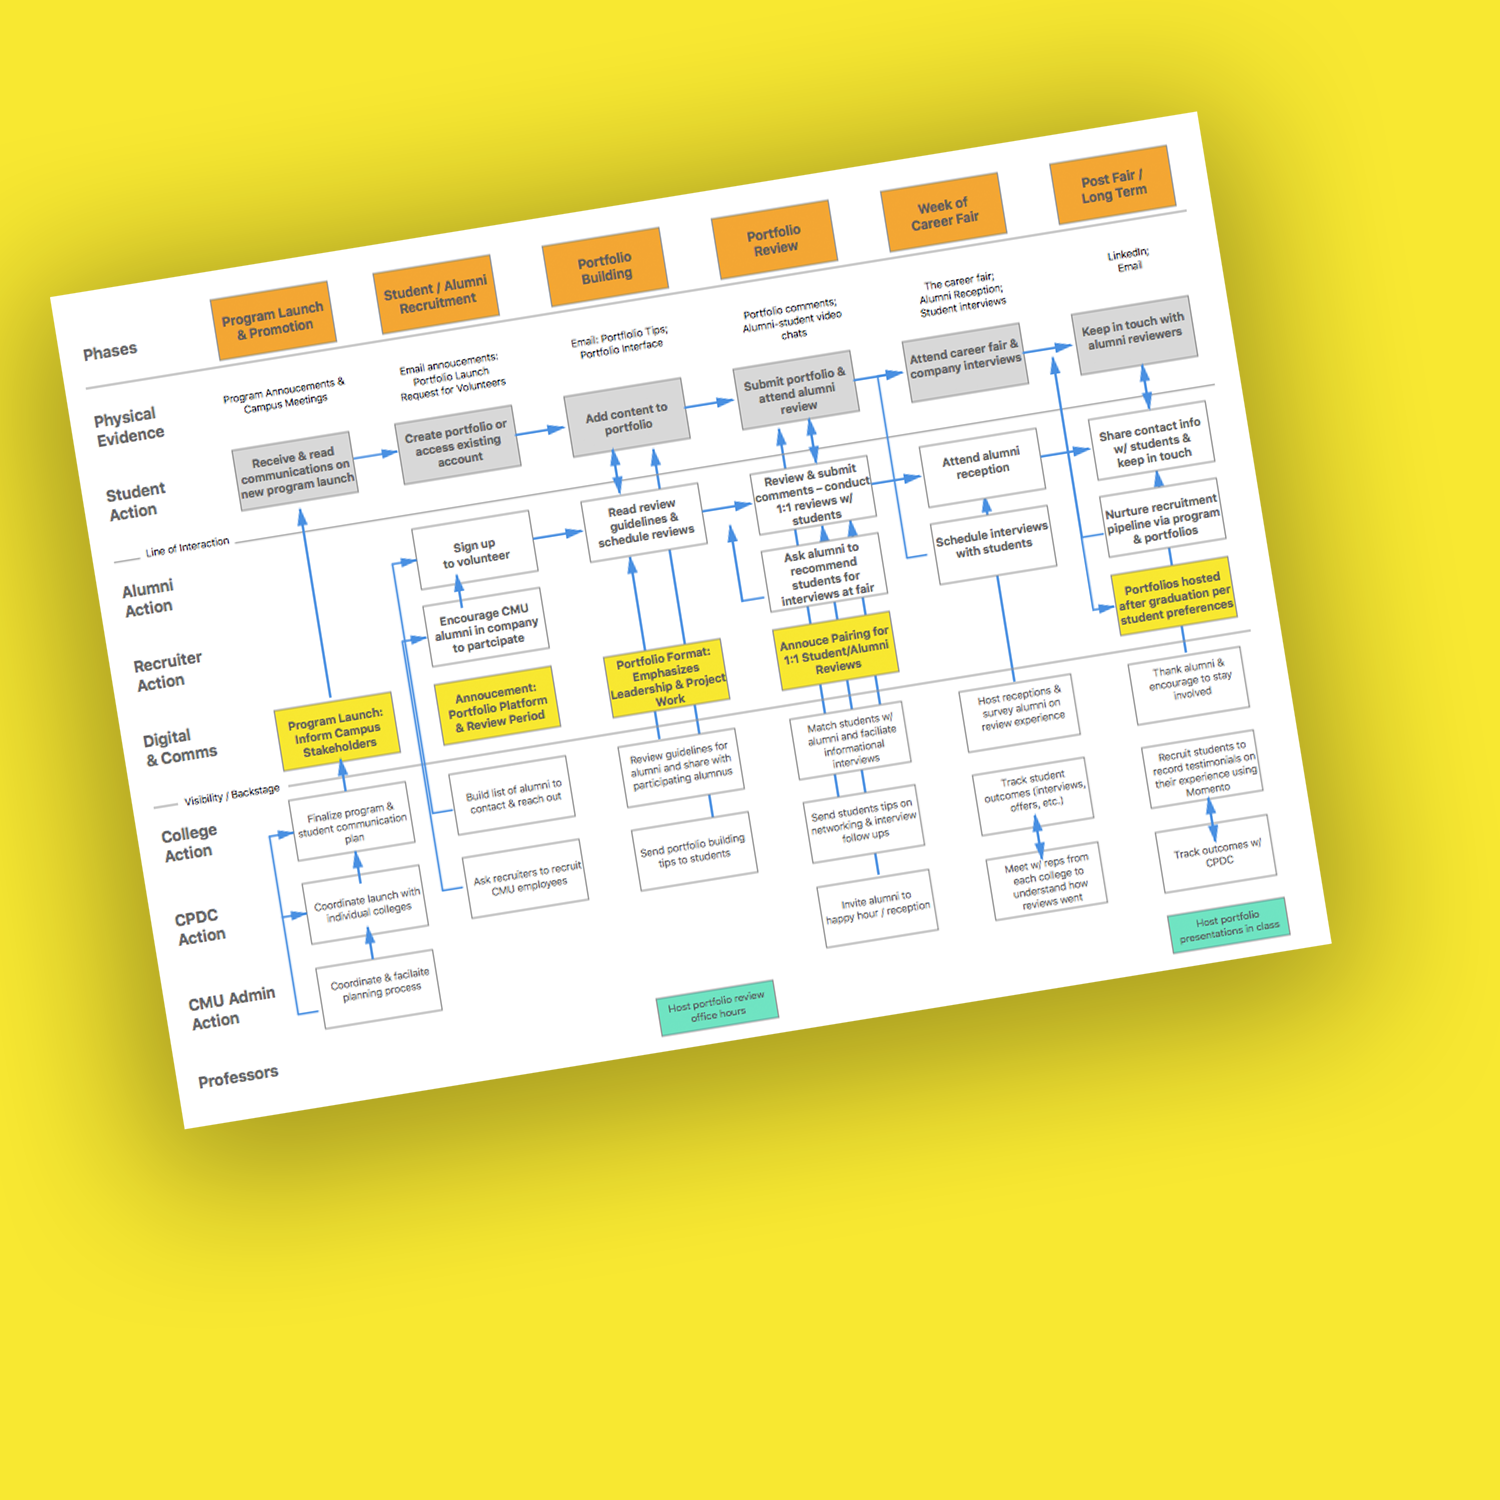 Phases
Program Launch
& Promotion
Student / Alumni
Recruitment
Portfolio
Building
Portfolio
Review
Week of
Career Fair
Post Fair /
Long Term
Physical
Evidence
Program Annoucements &
Campus Meetings
Email annoucements:
Portfolio Launch
Request for Volunteers
Email: Portflolio Tips;
Portfolio Interface
Portfolio comments;
Alumni-student video
chats
The career fair;
Alumni Reception;
Student interviews
LinkedIn;
Email
Student
Action
Receive & read
communications on
new program launch
Create portfolio or
access existing
account
Add content to
portfolio
Submit portfolio &
attend alumni
review
Attend career fair &
company interviews
Keep in touch with
alumni reviewers
Line of Interaction
Alumni
Action
Sign up
to volunteer
Read review
guidelines &
schedule reviews
Review & submit
comments – conduct
1:1 reviews w/
students
Attend alumni
reception
Share contact info
w/ students &
keep in touch
Recruiter
Action
Encourage CMU
alumni in company
to partcipate
Ask alumni to
recommend
students for
interviews at fair
Schedule interviews
with students
Nurture recruitment
pipeline via program
& portfolios
Digital
& Comms
Program Launch:
Inform Campus
Stakeholders
Annoucement:
Portfolio Platform
& Review Period
Portfolio Format:
Emphasizes
Leadership & Project
Work
Annouce Pairing for
1:1 Student/Alumni
Reviews
Portfolios hosted
after graduation per
student preferences
Visibility / Backstage
College
Action
Finalize program &
student communication
plan
Build list of alumni to
contact & reach out
Review guidelines for
alumni and share with
participating alumnus
Match students w/
alumni and faciliate
informational
interviews
Host receptions &
survey alumni on
review experience
Thank alumni &
encourage to stay
involved
CPDC
Action
Coordinate launch with
individual colleges
Ask recruiters to recruit
CMU employees
Send portfolio building
tips to students
Send students tips on
networking & interview
follow ups
Track student
outcomes (interviews,
offers, etc.)
Recruit students to
record testimonials on
their experience using
Momento
CMU Admin
Action
Coordinate & facilaite
planning process
Invite alumni to
happy hour / reception
Meet w/ reps from
each college to
understand how
reviews went
Track outcomes w/
CPDC
Professors
Host portfolio review
office hours
Host portfolio
presentations in class